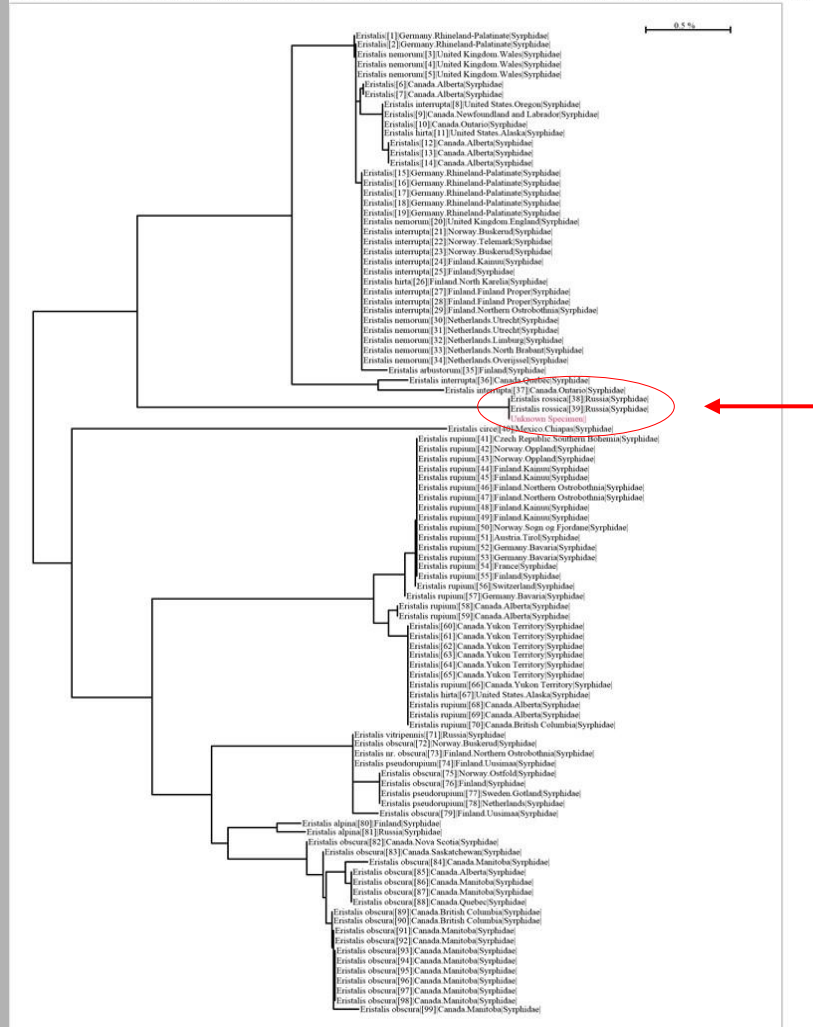 0.5 %
Eristalis|[1]|Germany.Rhineland-Palatinate|Syrphidae|
Eristalis|[2]|Germany.Rhineland-Palatinate|Syrphidae|
Eristalis nemorum|[3]|United Kingdom.Wales|Syrphidae|
Eristalis nemorum|[4]|United Kingdom.Wales|Syrphidae|
Eristalis nemorum|[5]|United Kingdom.Wales|Syrphidae|
Eristalis|[6]|Canada.Alberta|Syrphidae|
Eristalis|[7]|Canada.Alberta|Syrphidae|
Eristalis interrupta|[8]|United States.Oregon|Syrphidae|
Eristalis|[9]|Canada.Newfoundland and Labrador|Syrphidae|
Eristalis|[10]|Canada.Ontario|Syrphidae|
Eristalis hirta|[11]|United States.Alaska|Syrphidae|
Eristalis|[12]|Canada.Alberta|Syrphidae|
Eristalis|[13]|Canada.Alberta|Syrphidae|
Eristalis|[14]|Canada.Alberta|Syrphidae|
Eristalis|[15]|Germany.Rhineland-Palatinate|Syrphidae|
Eristalis|[16]|Germany.Rhineland-Palatinate|Syrphidae|
Eristalis|[17]|Germany.Rhineland-Palatinate|Syrphidae|
Eristalis|[18]|Germany.Rhineland-Palatinate|Syrphidae|
Eristalis|[19]|Germany.Rhineland-Palatinate|Syrphidae|
Eristalis nemorum|[20]|United Kingdom.England|Syrphidae|
Eristalis interrupta|[21]|Norway.Buskerud|Syrphidae|
Eristalis interrupta|[22]|Norway.Telemark|Syrphidae|
Eristalis interrupta|[23]|Norway.Buskerud|Syrphidae|
Eristalis interrupta|[24]|Finland.Kainuu|Syrphidae|
Eristalis interrupta|[25]|Finland|Syrphidae|
Eristalis hirta|[26]|Finland.North Karelia|Syrphidae|
Eristalis interrupta|[27]|Finland.Finland Proper|Syrphidae|
Eristalis interrupta|[28]|Finland.Finland Proper|Syrphidae|
Eristalis interrupta|[29]|Finland.Northern Ostrobothnia|Syrphidae|
Eristalis nemorum|[30]|Netherlands.Utrecht|Syrphidae|
Eristalis nemorum|[31]|Netherlands.Utrecht|Syrphidae|
Eristalis nemorum|[32]|Netherlands.Limburg|Syrphidae|
Eristalis nemorum|[33]|Netherlands.North Brabant|Syrphidae|
Eristalis nemorum|[34]|Netherlands.Overijssel|Syrphidae|
Eristalis arbustorum|[35]|Finland|Syrphidae|
Eristalis interrupta|[36]|Canada.Quebec|Syrphidae|
Eristalis interrupta|[37]|Canada.Ontario|Syrphidae|
Eristalis rossica|[38]|Russia|Syrphidae|
Eristalis rossica|[39]|Russia|Syrphidae|
Unknown Specimen|
Eristalis circe|[40]|Mexico.Chiapas|Syrphidae|
Eristalis rupium|[41]|Czech Republic.Southern Bohemia|Syrphidae|
Eristalis rupium|[42]|Norway.Oppland|Syrphidae|
Eristalis rupium|[43]|Norway.Oppland|Syrphidae|
Eristalis rupium|[44]|Finland.Kainuu|Syrphidae|
Eristalis rupium|[45]|Finland.Kainuu|Syrphidae|
Eristalis rupium|[46]|Finland.Northern Ostrobothnia|Syrphidae|
Eristalis rupium|[47]|Finland.Northern Ostrobothnia|Syrphidae|
Eristalis rupium|[48]|Finland.Kainuu|Syrphidae|
Eristalis rupium|[49]|Finland.Kainuu|Syrphidae|
Eristalis rupium|[50]|Norway.Sogn og Fjordane|Syrphidae|
Eristalis rupium|[51]|Austria.Tirol|Syrphidae|
Eristalis rupium|[52]|Germany.Bavaria|Syrphidae|
Eristalis rupium|[53]|Germany.Bavaria|Syrphidae|
Eristalis rupium|[54]|France|Syrphidae|
Eristalis rupium|[55]|Finland|Syrphidae|
Eristalis rupium|[56]|Switzerland|Syrphidae|
Eristalis rupium|[57]|Germany.Bavaria|Syrphidae|
Eristalis rupium|[58]|Canada.Alberta|Syrphidae|
Eristalis rupium|[59]|Canada.Alberta|Syrphidae|
Eristalis|[60]|Canada.Yukon Territory|Syrphidae|
Eristalis|[61]|Canada.Yukon Territory|Syrphidae|
Eristalis|[62]|Canada.Yukon Territory|Syrphidae|
Eristalis|[63]|Canada.Yukon Territory|Syrphidae|
Eristalis|[64]|Canada.Yukon Territory|Syrphidae|
Eristalis|[65]|Canada.Yukon Territory|Syrphidae|
Eristalis rupium|[66]|Canada.Yukon Territory|Syrphidae|
Eristalis hirta|[67]|United States.Alaska|Syrphidae|
Eristalis rupium|[68]|Canada.Alberta|Syrphidae|
Eristalis rupium|[69]|Canada.Alberta|Syrphidae|
Eristalis rupium|[70]|Canada.British Columbia|Syrphidae|
Eristalis vitripennis|[71]|Russia|Syrphidae|
Eristalis obscura|[72]|Norway.Buskerud|Syrphidae|
Eristalis nr. obscura|[73]|Finland.Northern Ostrobothnia|Syrphidae|
Eristalis pseudorupium|[74]|Finland.Uusimaa|Syrphidae|
Eristalis obscura|[75]|Norway.Ostfold|Syrphidae|
Eristalis obscura|[76]|Finland|Syrphidae|
Eristalis pseudorupium|[77]|Sweden.Gotland|Syrphidae|
Eristalis pseudorupium|[78]|Netherlands|Syrphidae|
Eristalis obscura|[79]|Finland.Uusimaa|Syrphidae|
Eristalis alpina|[80]|Finland|Syrphidae|
Eristalis alpina|[81]|Russia|Syrphidae|
Eristalis obscura|[82]|Canada.Nova Scotia|Syrphidae|
Eristalis obscura|[83]|Canada.Saskatchewan|Syrphidae|
Eristalis obscura|[84]|Canada.Manitoba|Syrphidae|
Eristalis obscura|[85]|Canada.Alberta|Syrphidae|
Eristalis obscura|[86]|Canada.Manitoba|Syrphidae|
Eristalis obscura|[87]|Canada.Manitoba|Syrphidae|
Eristalis obscura|[88]|Canada.Quebec|Syrphidae|
Eristalis obscura|[89]|Canada.British Columbia|Syrphidae|
Eristalis obscura|[90]|Canada.British Columbia|Syrphidae|
Eristalis obscura|[91]|Canada.Manitoba|Syrphidae|
Eristalis obscura|[92]|Canada.Manitoba|Syrphidae|
Eristalis obscura|[93]|Canada.Manitoba|Syrphidae|
Eristalis obscura|[94]|Canada.Manitoba|Syrphidae|
Eristalis obscura|[95]|Canada.Manitoba|Syrphidae|
Eristalis obscura|[96]|Canada.Manitoba|Syrphidae|
Eristalis obscura|[97]|Canada.Manitoba|Syrphidae|
Eristalis obscura|[98]|Canada.Manitoba|Syrphidae|
Eristalis obscura|[99]|Canada.Manitoba|Syrphidae|